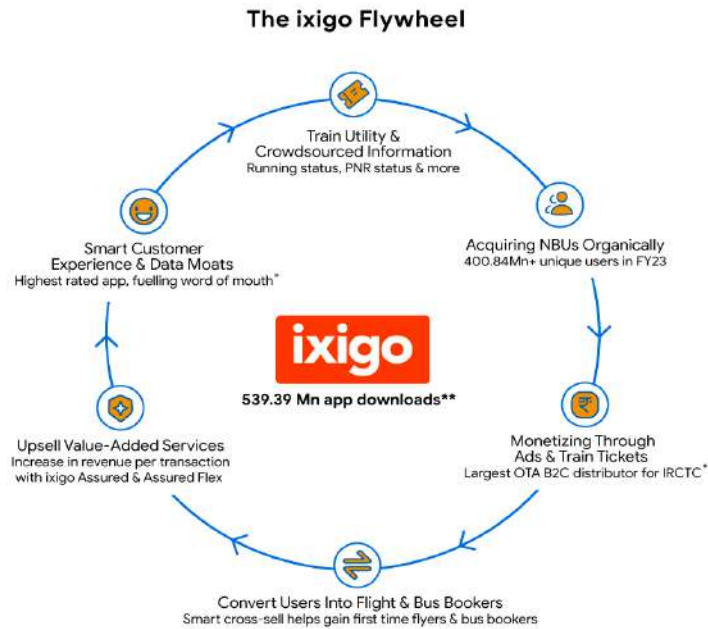 The ixigo Flywheel
Train Utility &
Crowdsourced Information
Running status, PNR status & more
Acquiring NBUs Organically
400.84Mn+ unique users in FY23
Monetizing Through
Ads & Train Tickets
Largest OTA B2C distributor for IRCTC*
Convert Users Into Flight & Bus Bookers
Smart cross-sell helps gain first time flyers & bus bookers
Upsell Value-Added Services
Increase in revenue per transaction
with ixigo Assured & Assured Flex
Smart Customer
Experience & Data Moats
Highest rated app, fuelling word of mouth*
ixigo
539.39 Mn app downloads**
₹